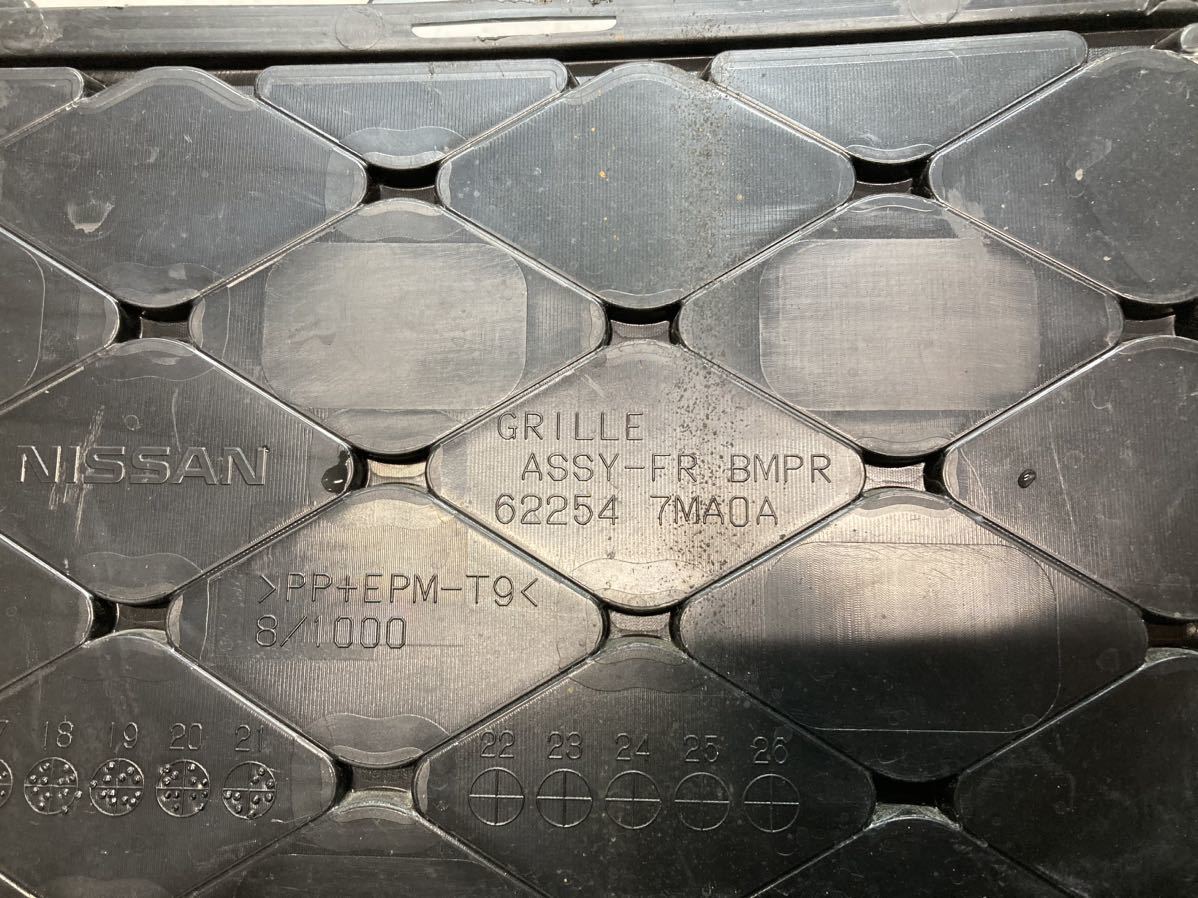 NISSAN
GRILLE
ASSY-FR BMPR
62254 7MA0A
>PP+EPM-T9<
8/1000
18 19 20 21
22 23 24 25 26